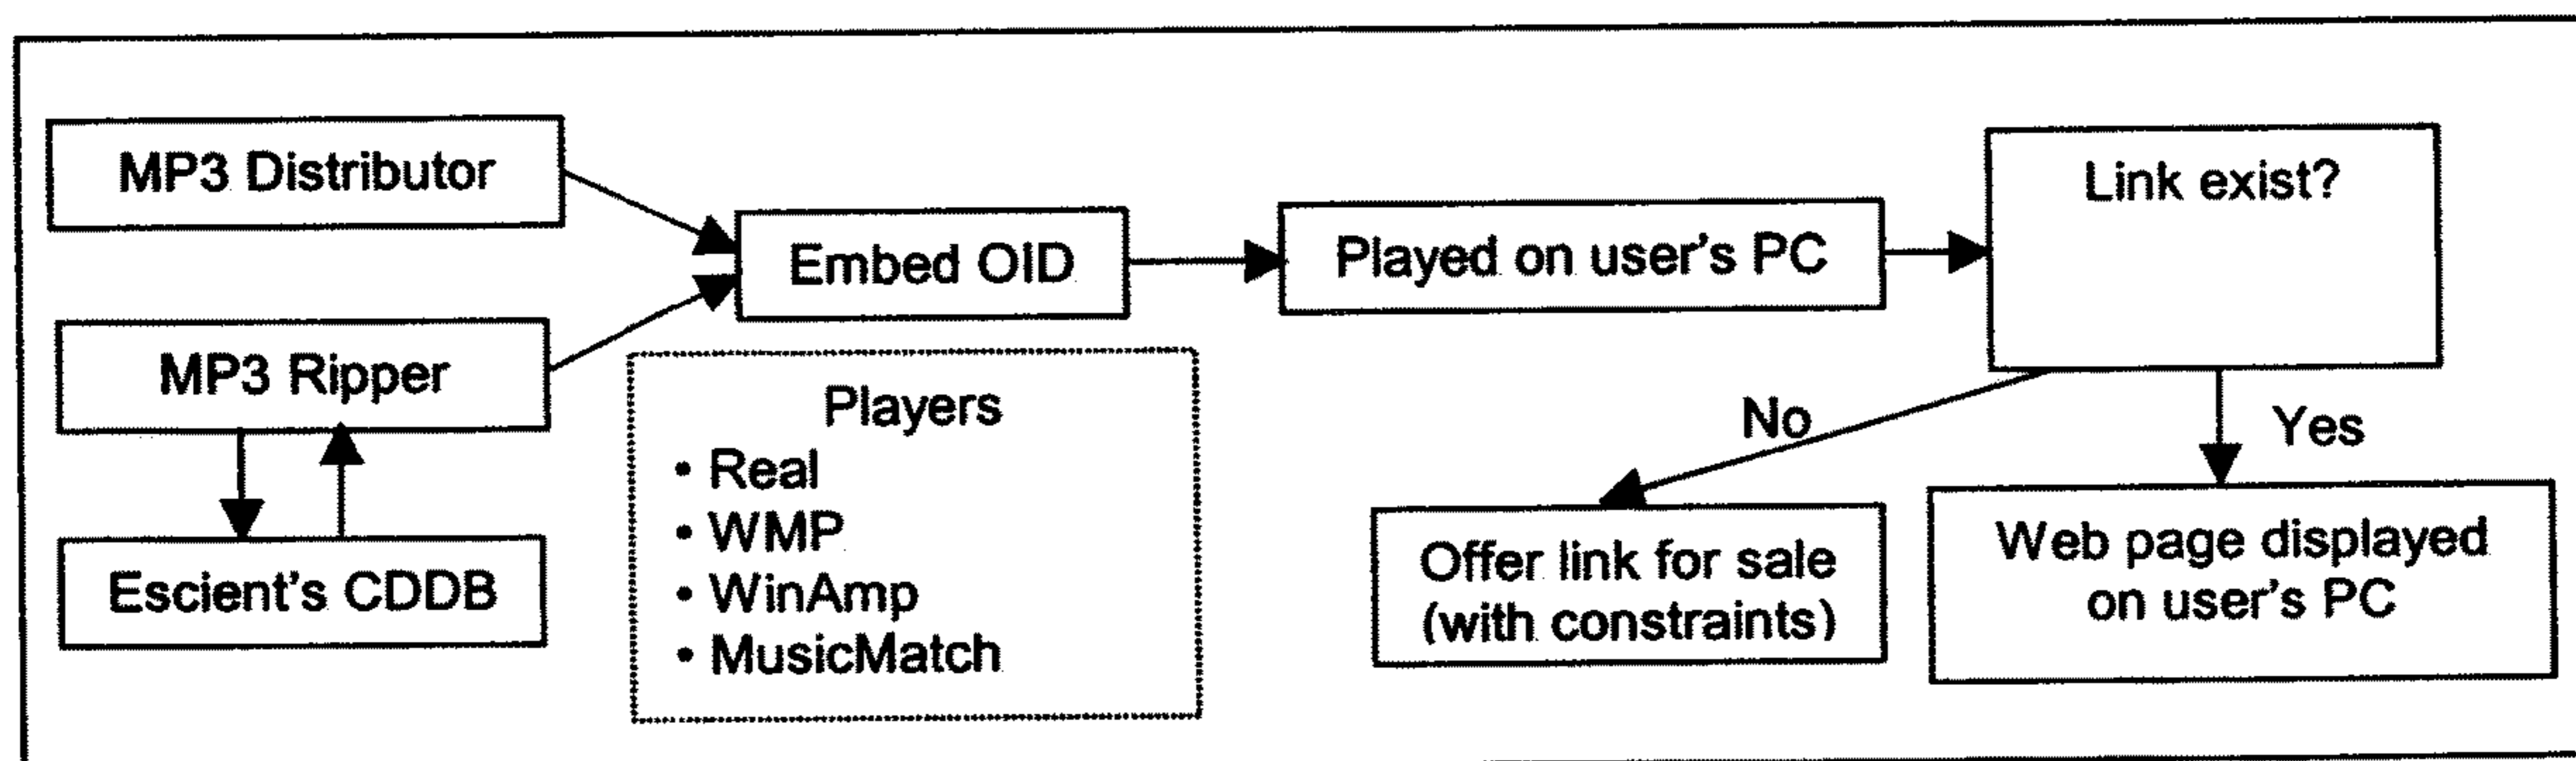 MP3 Distributor
MP3 Ripper
Escient's CDDB
Embed OID
Players
• Real
• WMP
• WinAmp
• MusicMatch
Played on user's PC
Link exist?
No
Yes
Offer link for sale
(with constraints)
Web page displayed
on user's PC